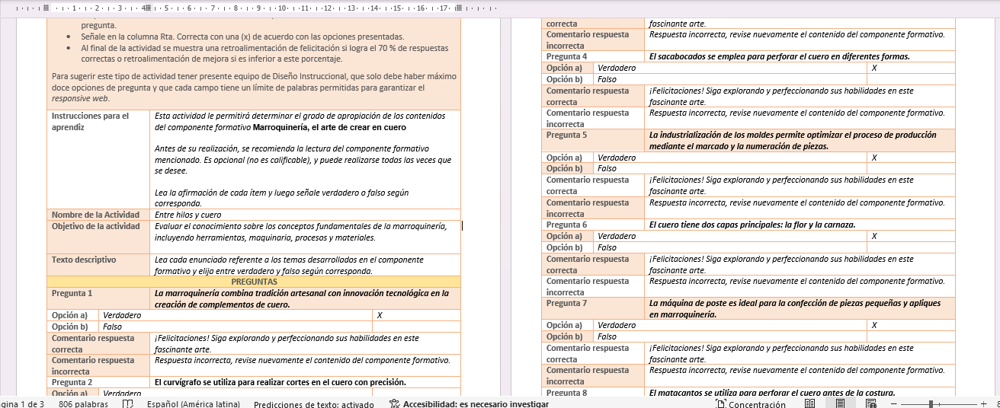 1 · 2 · 3 · 4 · 5 · 6 · 7 · 8 · 9 · 10 · 11 · 12 · 13 · 14 · 15 · 16 · 17
pregunta.
• Señale en la columna Rta. Correcta con una (x) de acuerdo con las opciones presentadas.
• Al final de la actividad se muestra una retroalimentación de felicitación si logra el 70 % de respuestas
correctas o retroalimentación de mejora si es inferior a este porcentaje.
Para sugerir este tipo de actividad tener presente equipo de Diseño Instruccional, que solo debe haber máximo
doce opciones de pregunta y que cada campo tiene un límite de palabras permitidas para garantizar el
responsive web.
Instrucciones para el
aprendiz
Esta actividad le permitirá determinar el grado de apropiación de los contenidos
del componente formativo Marroquinería, el arte de crear en cuero
Antes de su realización, se recomienda la lectura del componente formativo
mencionado. Es opcional (no es calificable), y puede realizarse todas las veces que
se desee.
Lea la afirmación de cada ítem y luego señale verdadero o falso según
corresponda.
Nombre de la Actividad Entre hilos y cuero
Objetivo de la actividad Evaluar el conocimiento sobre los conceptos fundamentales de la marroquinería,
incluyendo herramientas, maquinaria, procesos y materiales.
Texto descriptivo Lea cada enunciado referente a los temas desarrollados en el componente
formativo y elija entre verdadero y falso según corresponda.
PREGUNTAS
Pregunta 1 La marroquinería combina tradición artesanal con innovación tecnológica en la
creación de complementos de cuero.
Opción a) Verdadero X
Opción b) Falso
Comentario respuesta ¡Felicitaciones! Siga explorando y perfeccionando sus habilidades en este
correcta fascinante arte.
Comentario respuesta Respuesta incorrecta, revise nuevamente el contenido del componente formativo.
incorrecta
Pregunta 2 El curvígrafo se utiliza para realizar cortes en el cuero con precisión.
Opción a) Verdadero
correcta fascinante arte.
Comentario respuesta Respuesta incorrecta, revise nuevamente el contenido del componente formativo.
incorrecta
Pregunta 4 El sacabocados se emplea para perforar el cuero en diferentes formas.
Opción a) Verdadero X
Opción b) Falso
Comentario respuesta ¡Felicitaciones! Siga explorando y perfeccionando sus habilidades en este
correcta fascinante arte.
Comentario respuesta Respuesta incorrecta, revise nuevamente el contenido del componente formativo.
incorrecta
Pregunta 5 La industrialización de los moldes permite optimizar el proceso de producción
mediante el marcado y la numeración de piezas.
Opción a) Verdadero X
Opción b) Falso
Comentario respuesta ¡Felicitaciones! Siga explorando y perfeccionando sus habilidades en este
correcta fascinante arte.
Comentario respuesta Respuesta incorrecta, revise nuevamente el contenido del componente formativo.
incorrecta
Pregunta 6 El cuero tiene dos capas principales: la flor y la carnaza.
Opción a) Verdadero X
Opción b) Falso
Comentario respuesta ¡Felicitaciones! Siga explorando y perfeccionando sus habilidades en este
correcta fascinante arte.
Comentario respuesta Respuesta incorrecta, revise nuevamente el contenido del componente formativo.
incorrecta
Pregunta 7 La máquina de poste es ideal para la confección de piezas pequeñas y apliques
en marroquinería.
Opción a) Verdadero X
Opción b) Falso
Comentario respuesta ¡Felicitaciones! Siga explorando y perfeccionando sus habilidades en este
correcta fascinante arte.
Comentario respuesta Respuesta incorrecta, revise nuevamente el contenido del componente formativo.
incorrecta
Pregunta 8 El matacantos se utiliza para perforar el cuero antes de la costura.
gina 1 de 3 806 palabras Español (América latina) Predicciones de texto: activado Accesibilidad: es necesario investigar Concentración − + 8